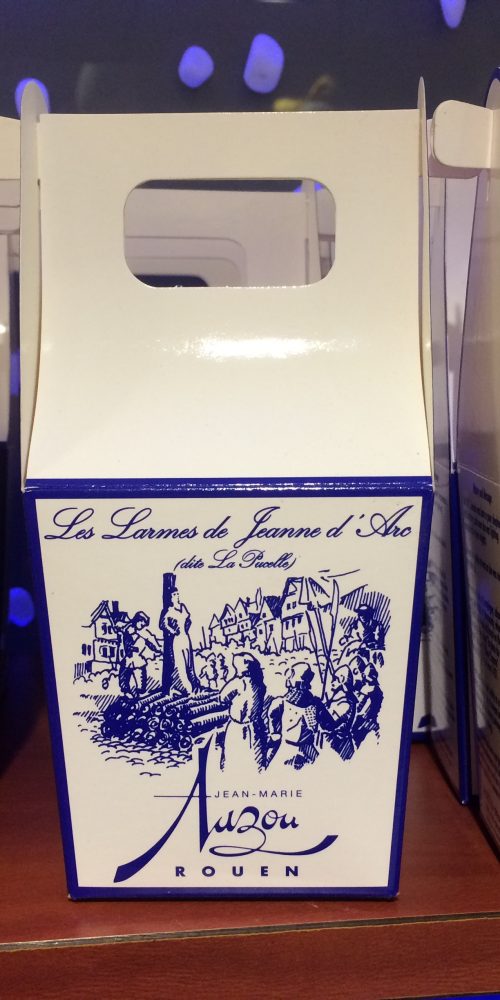 Les Larmes de Jeanne d'Arc
(dite La Pucelle)
JEAN-MARIE
Auzou
ROUEN